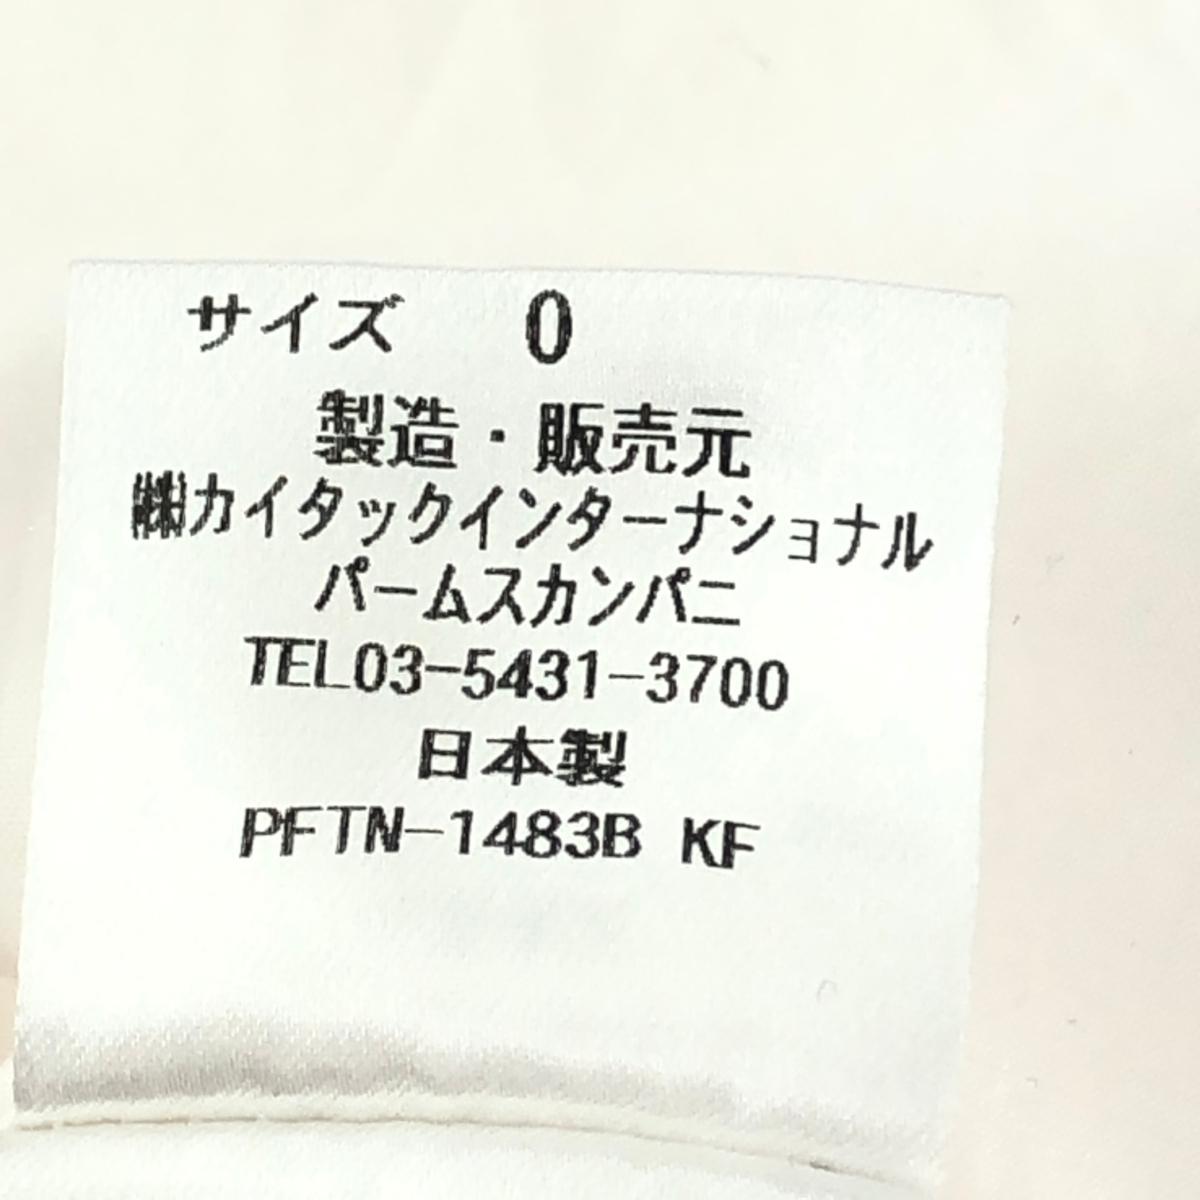 サイズ 0
製造・販売元
㈱カイタックインターナショナル
パームスカンパニ
TEL03-5431-3700
日本製
PFTN-1483B KF